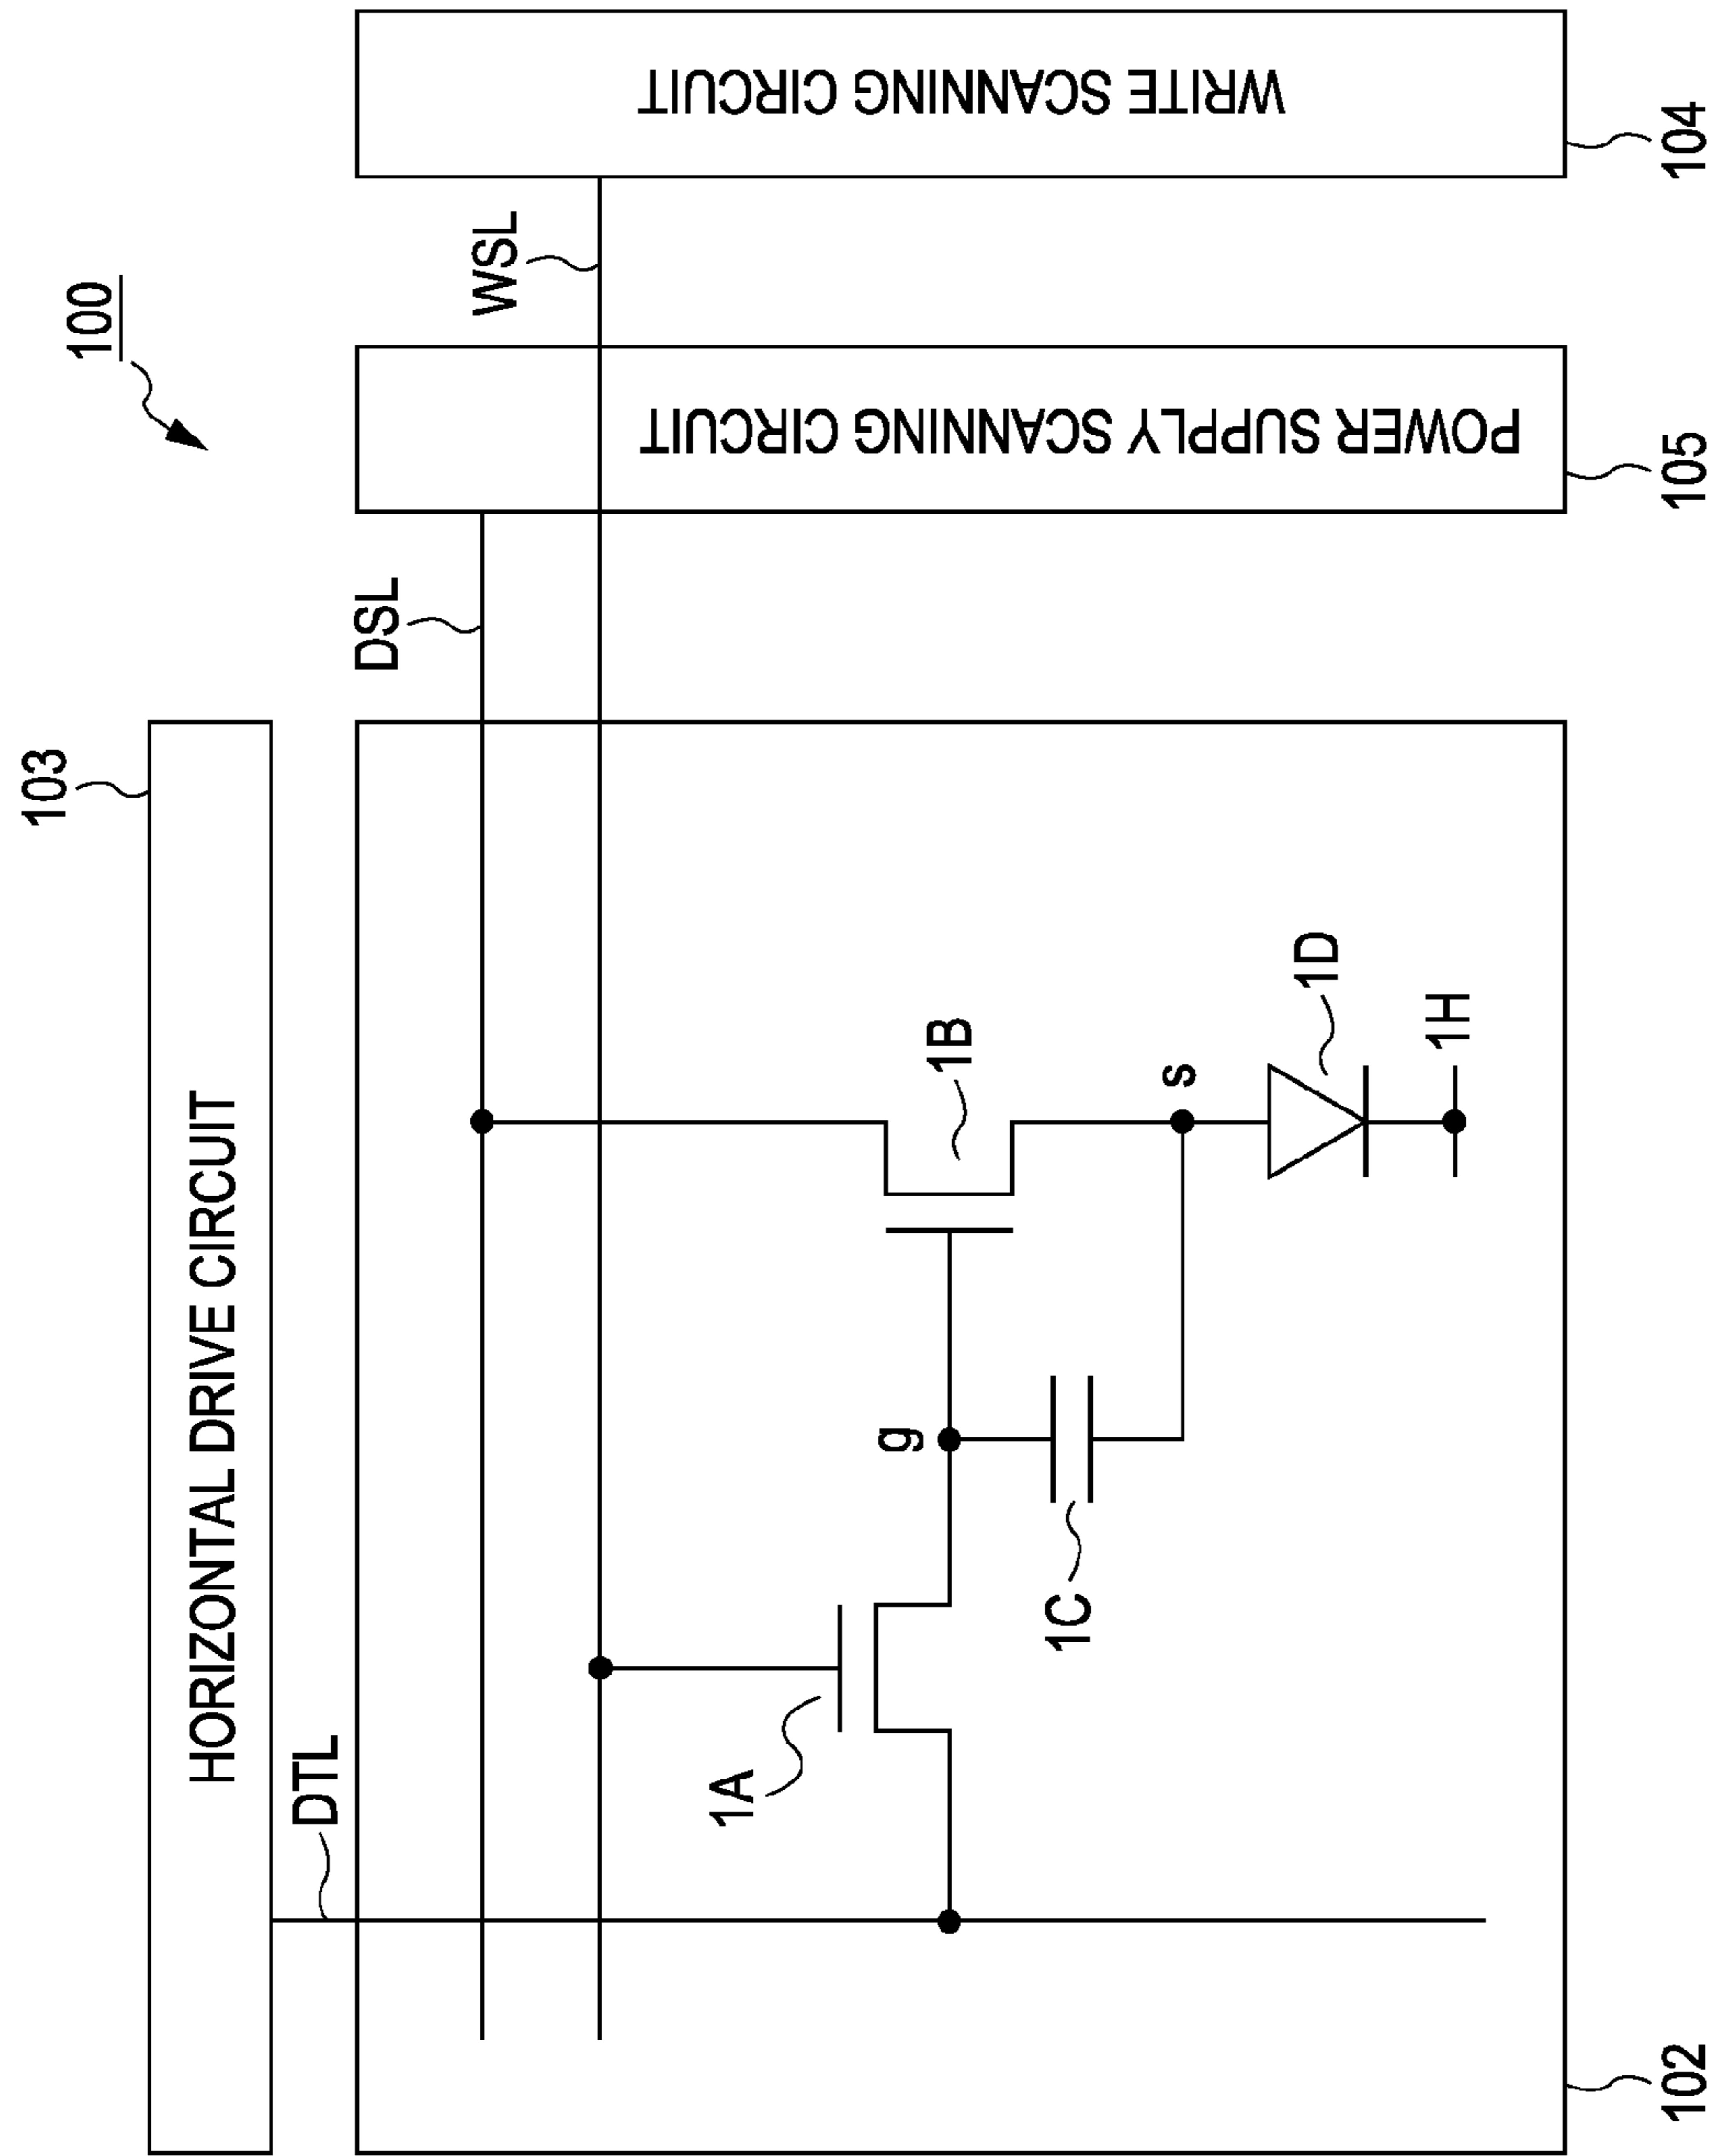 100
103
HORIZONTAL DRIVE CIRCUIT
DTL
DSL
WSL
POWER SUPPLY SCANNING CIRCUIT
WRITE SCANNING CIRCUIT
1A
g
1B
1C
s
1D
1H
102
105
104